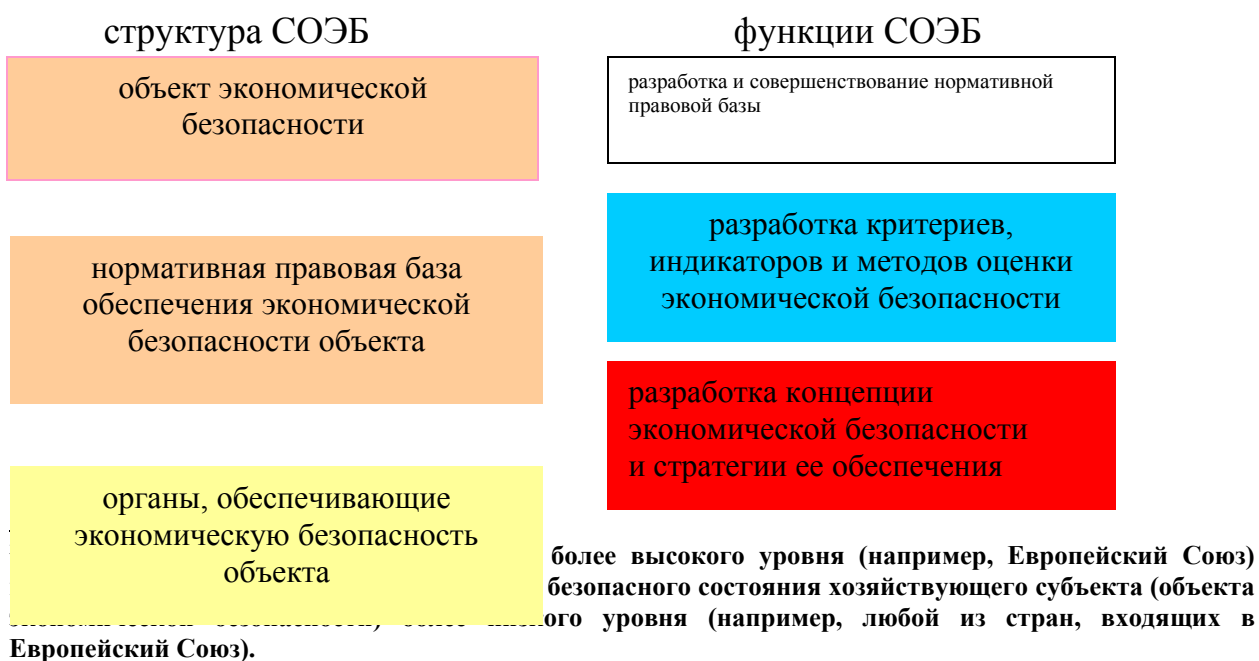 структура СОЭБ
объект экономической
безопасности
нормативная правовая база
обеспечения экономической
безопасности объекта
органы, обеспечивающие
экономическую безопасность
объекта
функции СОЭБ
разработка и совершенствование нормативной
правовой базы
разработка критериев,
индикаторов и методов оценки
экономической безопасности
разработка концепции
экономической безопасности
и стратегии ее обеспечения
более высокого уровня (например, Европейский Союз)
безопасного состояния хозяйствующего субъекта (объекта
уровня (например, любой из стран, входящих в
Европейский Союз).